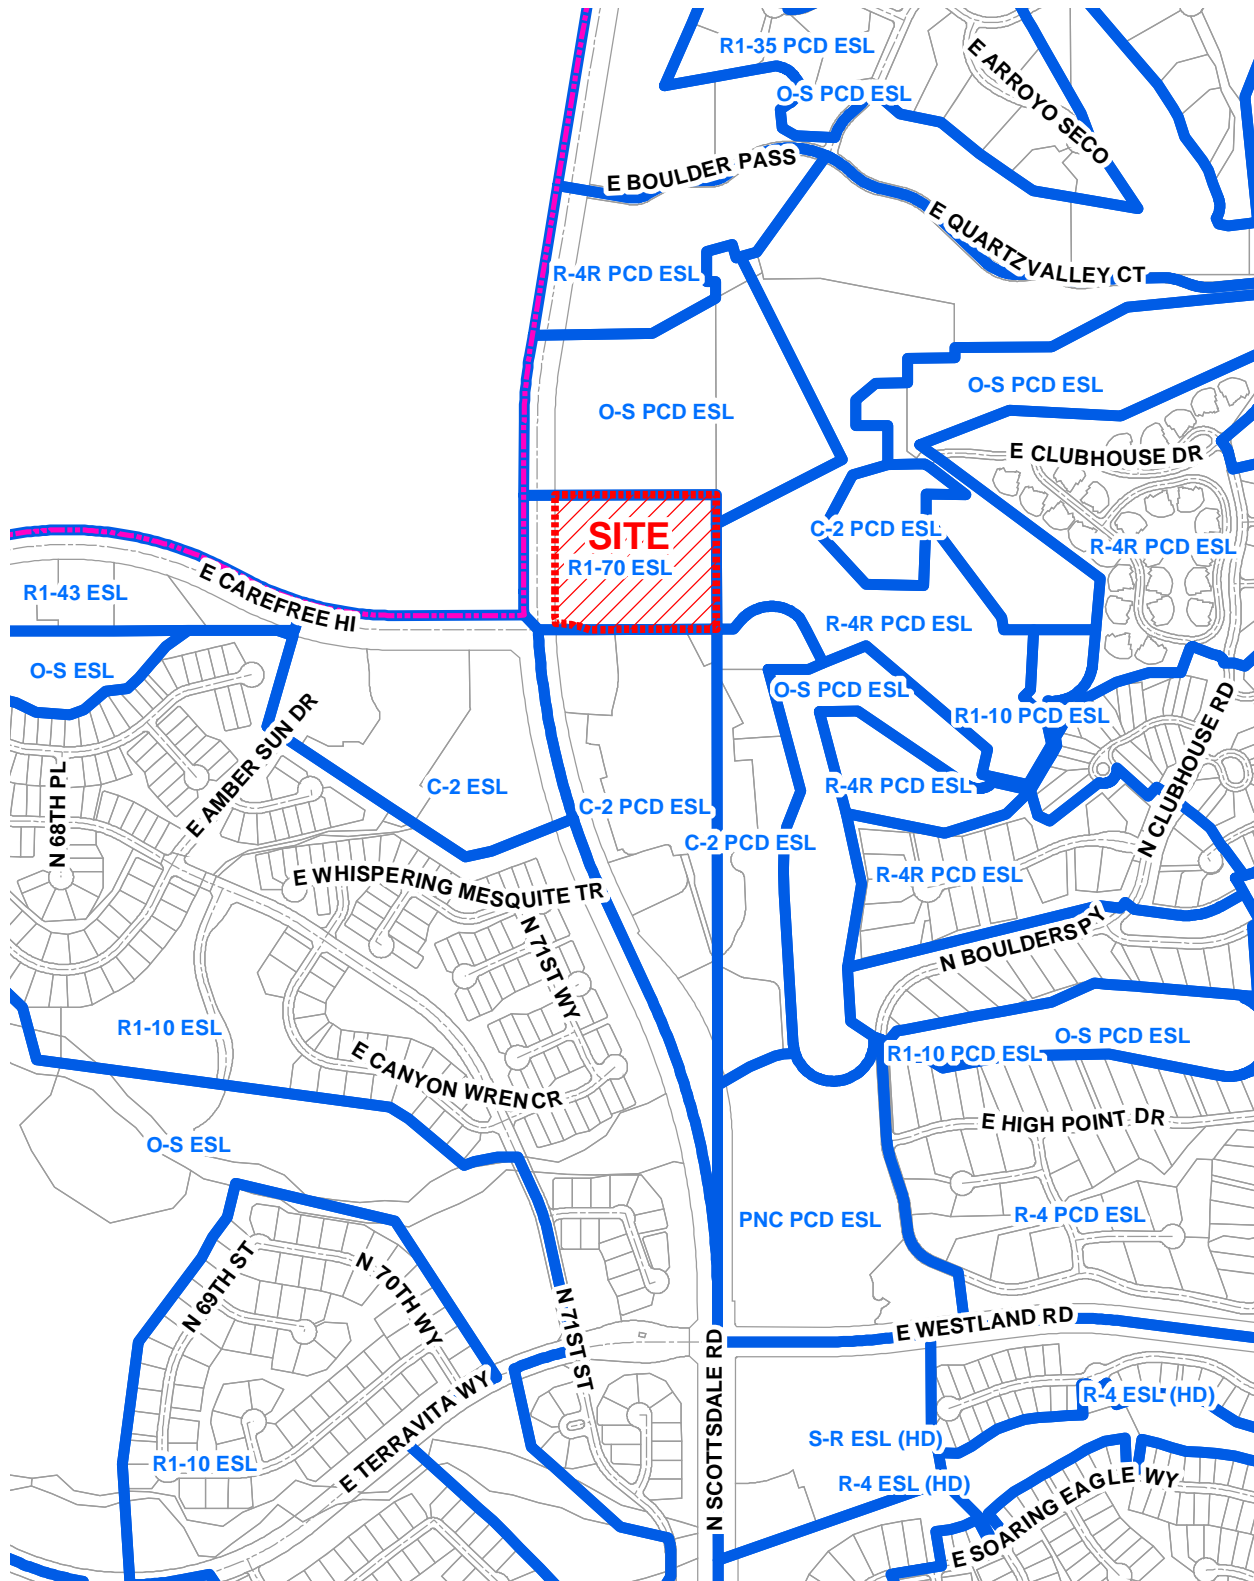 R1-35 PCD ESL
E ARROYO SECO
O-S PCD ESL
E BOULDER PASS
E QUARTZ VALLEY CT
R-4R PCD ESL
O-S PCD ESL
O-S PCD ESL
E CLUBHOUSE DR
SITE
C-2 PCD ESL
R-4R PCD ESL
R1-70 ESL
E CAREFREE HI
R1-43 ESL
R-4R PCD ESL
O-S ESL
O-S PCD ESL
R1-10 PCD ESL
N CLUBHOUSE RD
E AMBER SUN DR
N 68TH PL
C-2 ESL
C-2 PCD ESL
R-4R PCD ESL
C-2 PCD ESL
E WHISPERING MESQUITE TR
R-4R PCD ESL
N 71ST WY
N BOULDERS PY
R1-10 ESL
O-S PCD ESL
R1-10 PCD ESL
E CANYON WREN CR
E HIGH POINT DR
O-S ESL
PNC PCD ESL
R-4 PCD ESL
N 69TH ST
N 70TH WY
N 71ST ST
E WESTLAND RD
N SCOTTSDALE RD
E TERRAVITA WY
R-4 ESL (HD)
S-R ESL (HD)
R1-10 ESL
R-4 ESL (HD)
E SOARING EAGLE WY